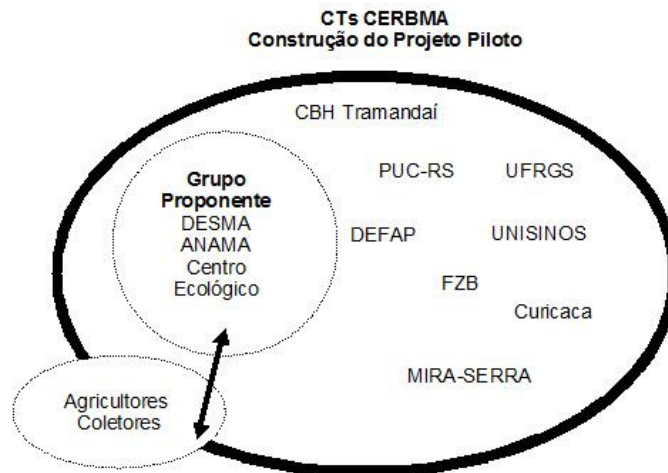 CTs CERBMA
Construção do Projeto Piloto
CBH Tramandaí
Grupo
Proponente
DESMA
ANAMA
Centro
Ecológico
PUC-RS
UFRGS
DEFAP
UNISINOS
FZB
Curicaca
MIRA-SERRA
Agricultores
Coletores